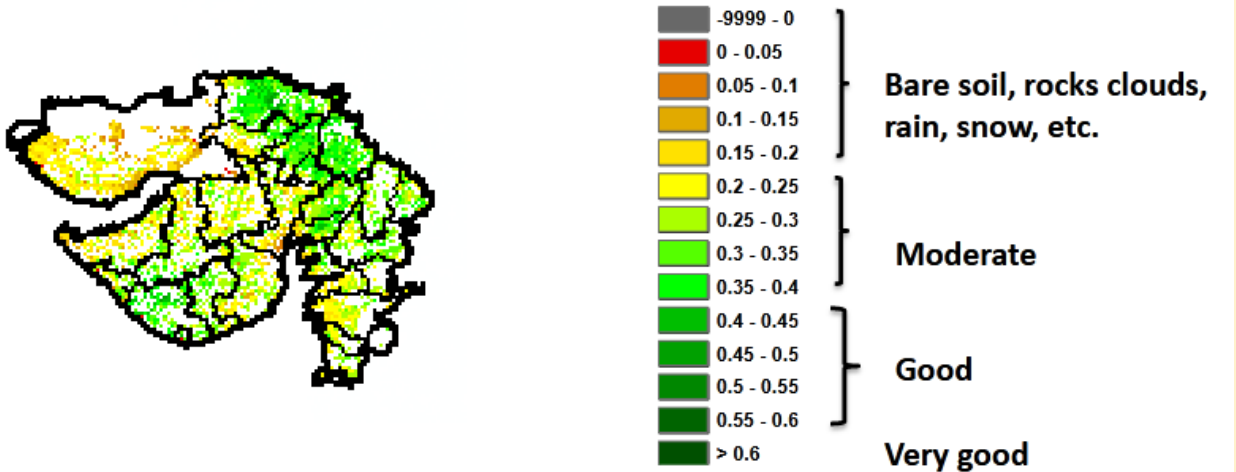 -9999 - 0
0 - 0.05
0.05 - 0.1
0.1 - 0.15
0.15 - 0.2
0.2 - 0.25
0.25 - 0.3
0.3 - 0.35
0.35 - 0.4
0.4 - 0.45
0.45 - 0.5
0.5 - 0.55
0.55 - 0.6
> 0.6
Bare soil, rocks clouds,
rain, snow, etc.
Moderate
Good
Very good